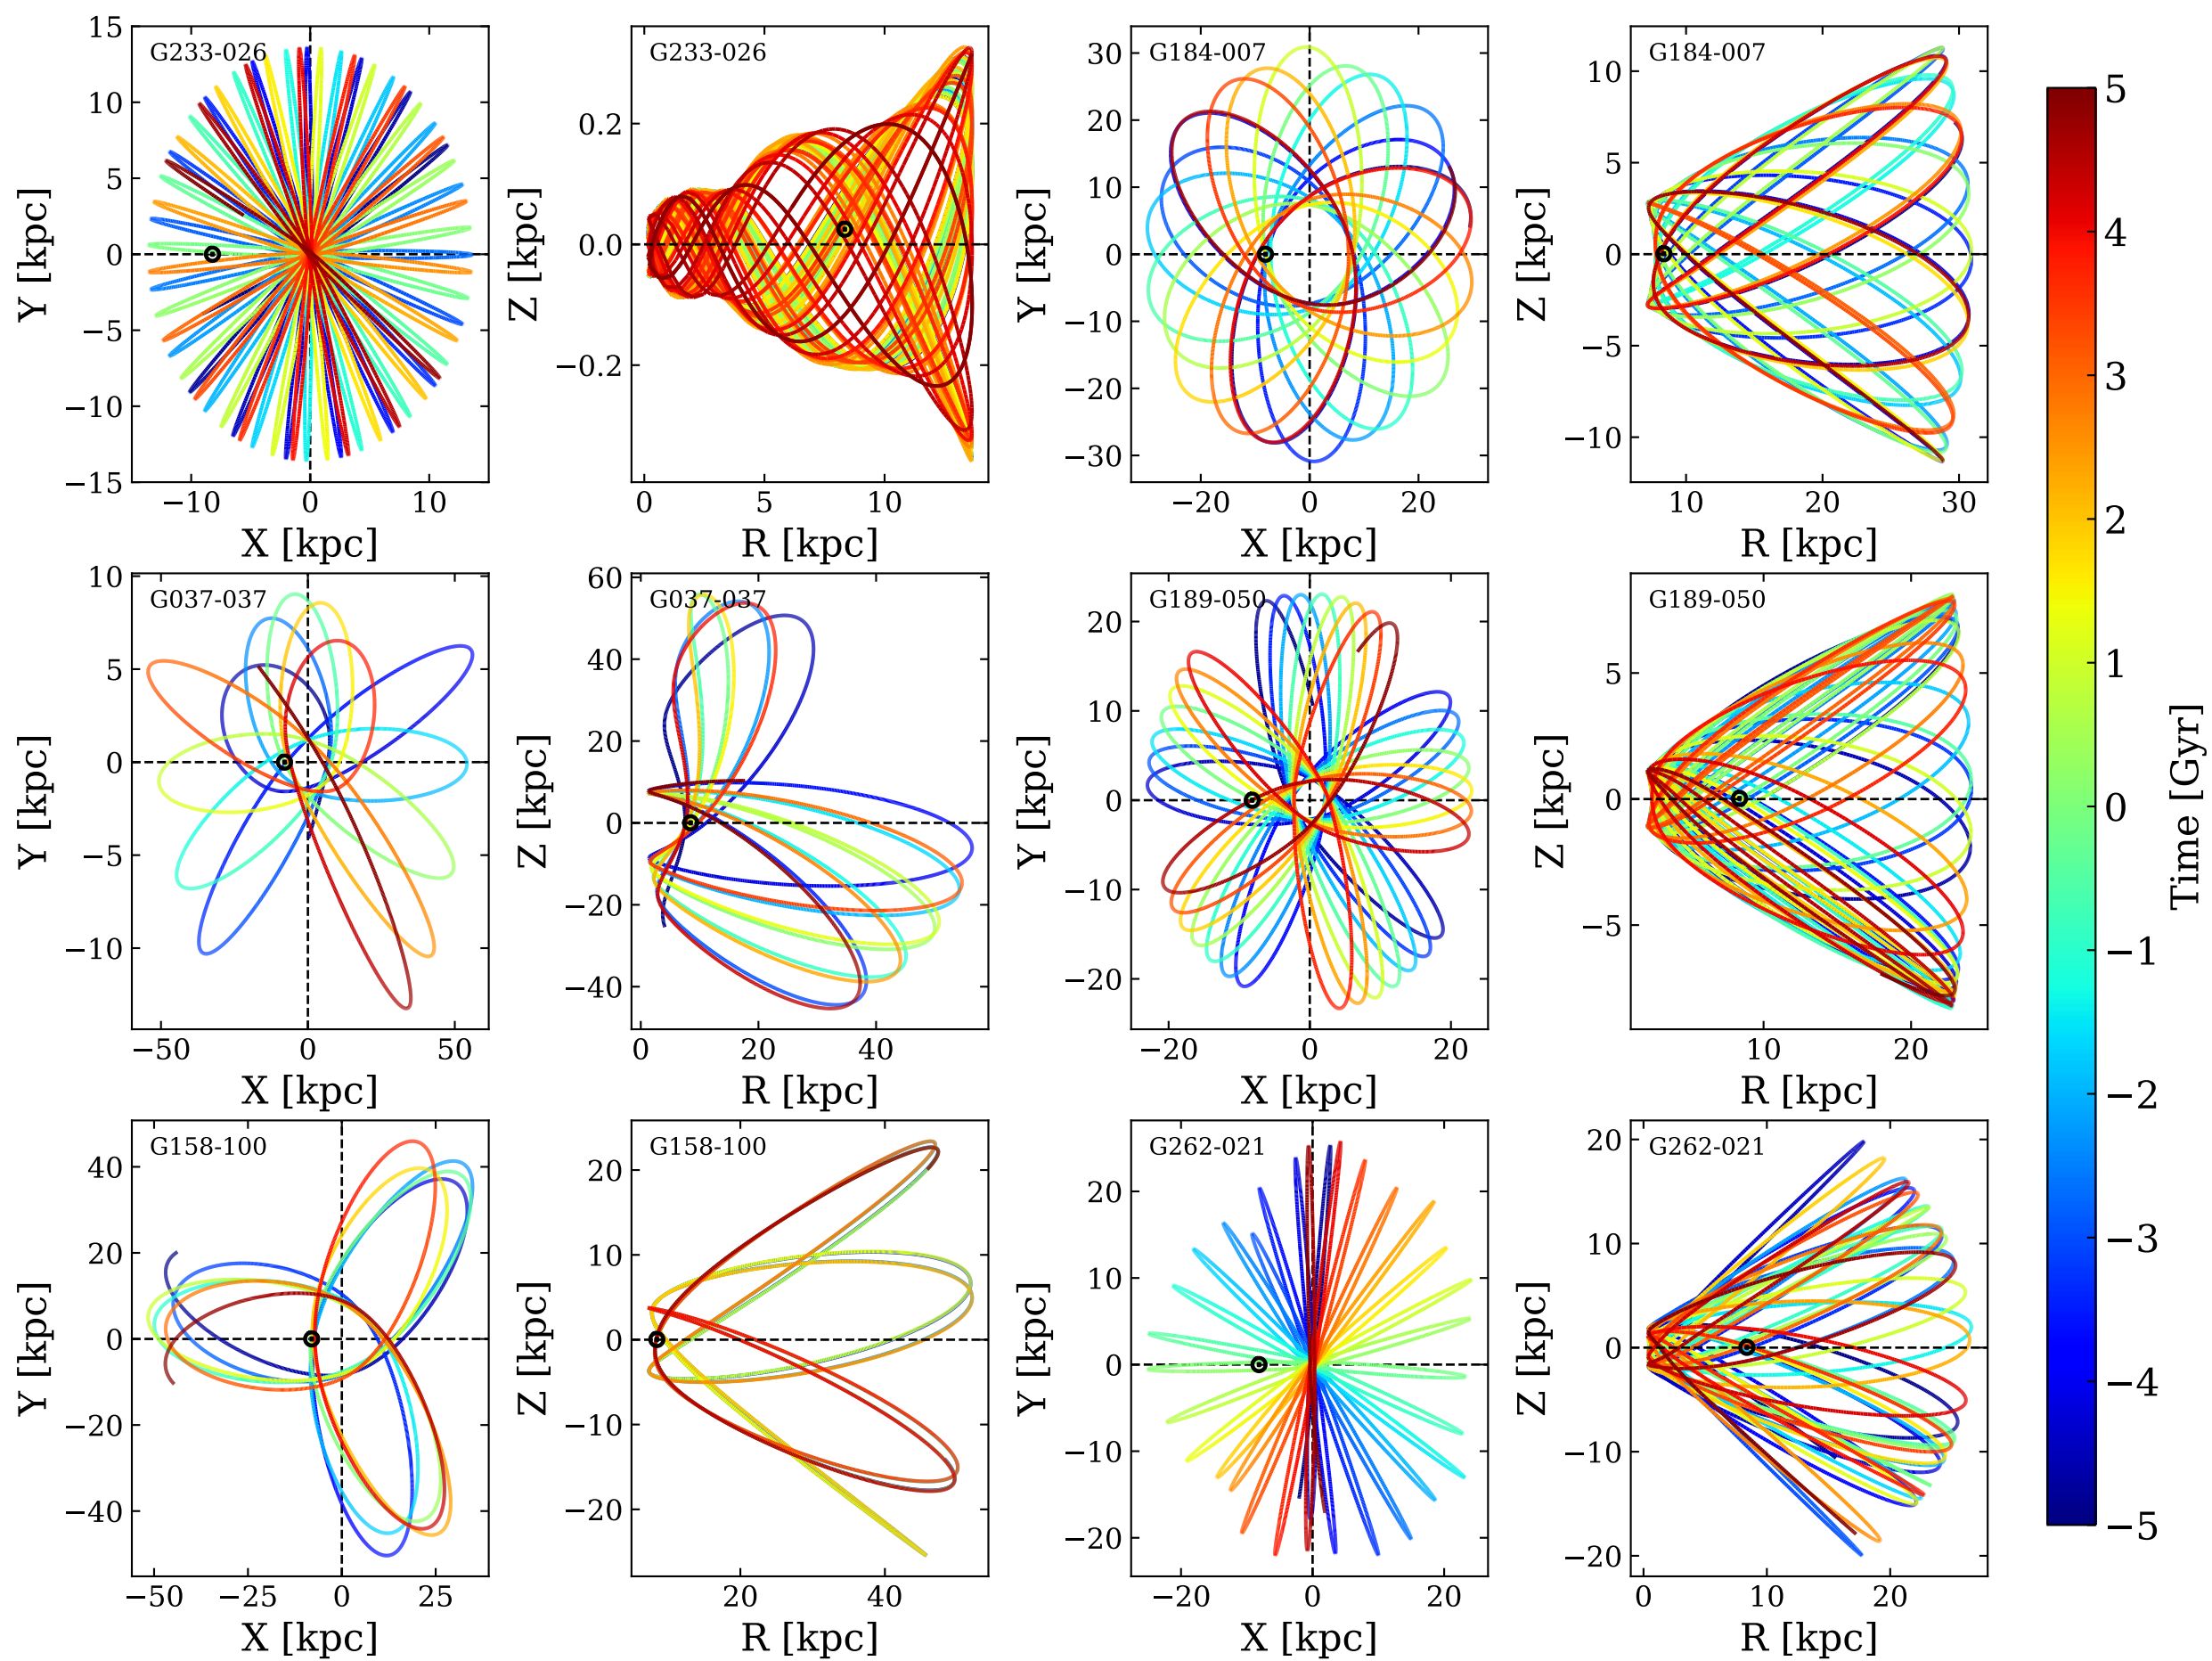 G233-026
15
10
5
0
−5
−10
−15
−10
0
10
Y [kpc]
X [kpc]
G233-026
0.2
0.0
−0.2
0
5
10
Z [kpc]
R [kpc]
G184-007
30
20
10
0
−10
−20
−30
−20
0
20
Y [kpc]
X [kpc]
G184-007
10
5
0
−5
−10
10
20
30
Z [kpc]
R [kpc]
G037-037
10
5
0
−5
−10
−50
0
50
Y [kpc]
X [kpc]
G037-037
60
40
20
0
−20
−40
0
20
40
Z [kpc]
R [kpc]
G189-050
20
10
0
−10
−20
−20
0
20
Y [kpc]
X [kpc]
G189-050
5
0
−5
10
20
Z [kpc]
R [kpc]
G158-100
40
20
0
−20
−40
−50
−25
0
25
Y [kpc]
X [kpc]
G158-100
20
10
0
−10
−20
20
40
Z [kpc]
R [kpc]
G262-021
20
10
0
−10
−20
−20
0
20
Y [kpc]
X [kpc]
G262-021
20
10
0
−10
−20
0
10
20
Z [kpc]
R [kpc]
5
4
3
2
1
0
−1
−2
−3
−4
−5
Time [Gyr]